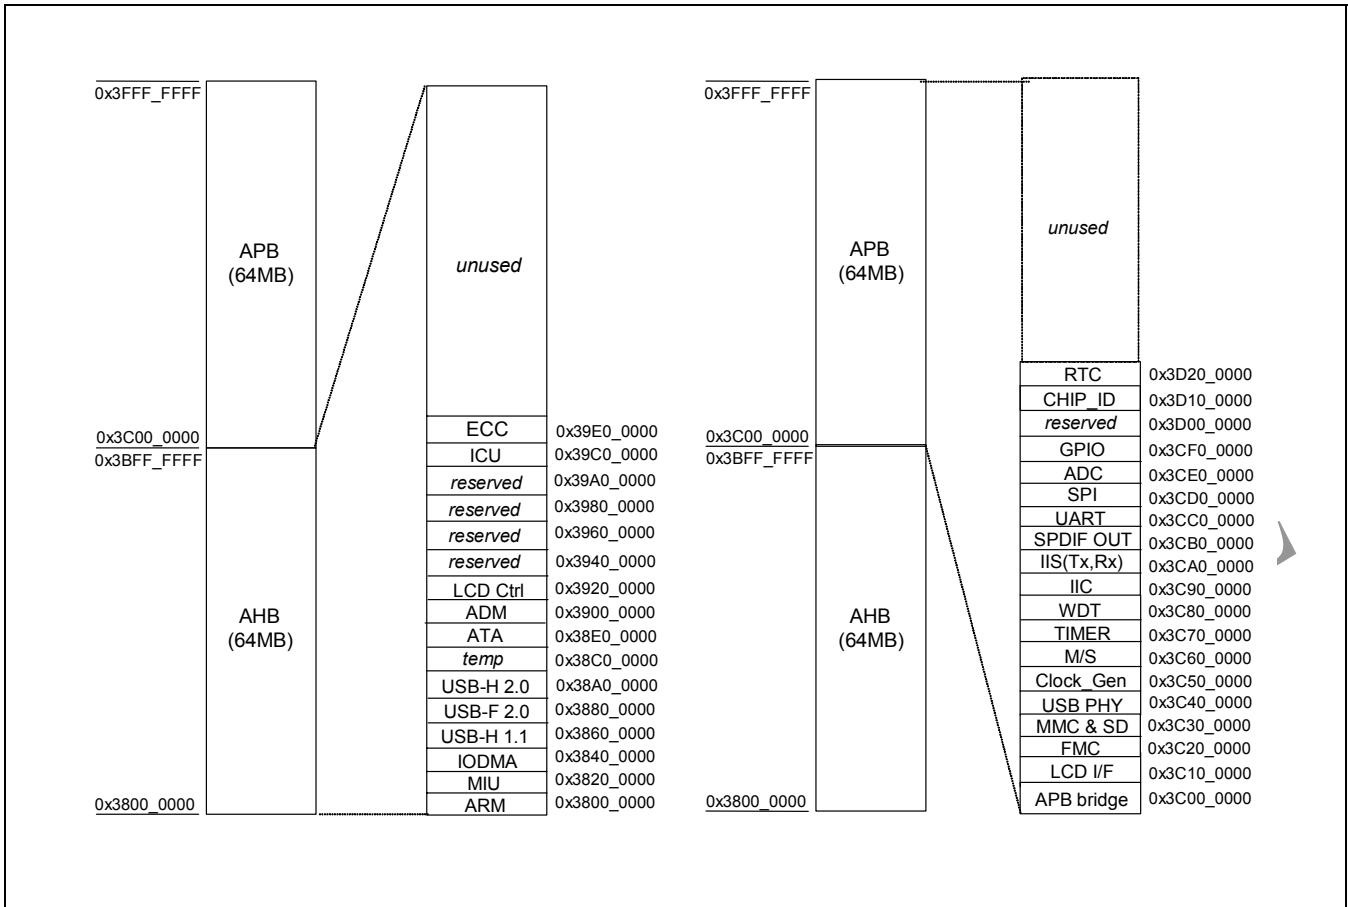 0x3FFF_FFFF
APB
(64MB)
0x3C00_0000
0x3BFF_FFFF
AHB
(64MB)
0x3800_0000
unused
ECC 0x39E0_0000
ICU 0x39C0_0000
reserved 0x39A0_0000
reserved 0x3980_0000
reserved 0x3960_0000
reserved 0x3940_0000
LCD Ctrl 0x3920_0000
ADM 0x3900_0000
ATA 0x38E0_0000
temp 0x38C0_0000
USB-H 2.0 0x38A0_0000
USB-F 2.0 0x3880_0000
USB-H 1.1 0x3860_0000
IODMA 0x3840_0000
MIU 0x3820_0000
ARM 0x3800_0000
0x3FFF_FFFF
APB
(64MB)
0x3C00_0000
0x3BFF_FFFF
AHB
(64MB)
0x3800_0000
unused
RTC 0x3D20_0000
CHIP_ID 0x3D10_0000
reserved 0x3D00_0000
GPIO 0x3CF0_0000
ADC 0x3CE0_0000
SPI 0x3CD0_0000
UART 0x3CC0_0000
SPDIF OUT 0x3CB0_0000
IIS(Tx,Rx) 0x3CA0_0000
IIC 0x3C90_0000
WDT 0x3C80_0000
TIMER 0x3C70_0000
M/S 0x3C60_0000
Clock_Gen 0x3C50_0000
USB PHY 0x3C40_0000
MMC & SD 0x3C30_0000
FMC 0x3C20_0000
LCD I/F 0x3C10_0000
APB bridge 0x3C00_0000